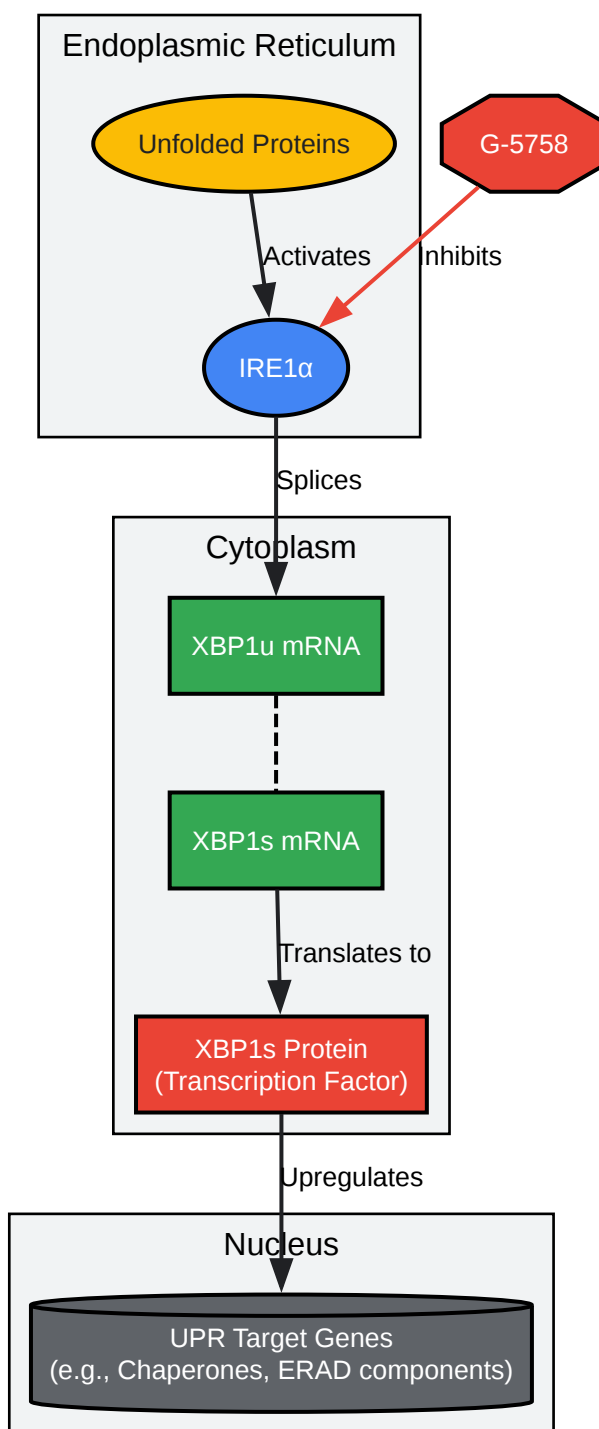 Endoplasmic Reticulum
Unfolded Proteins
G-5758
Activates
Inhibits
IRE1α
Splices
Cytoplasm
XBP1u mRNA
XBP1s mRNA
Translates to
XBP1s Protein
(Transcription Factor)
Upregulates
Nucleus
UPR Target Genes
(e.g., Chaperones, ERAD components)